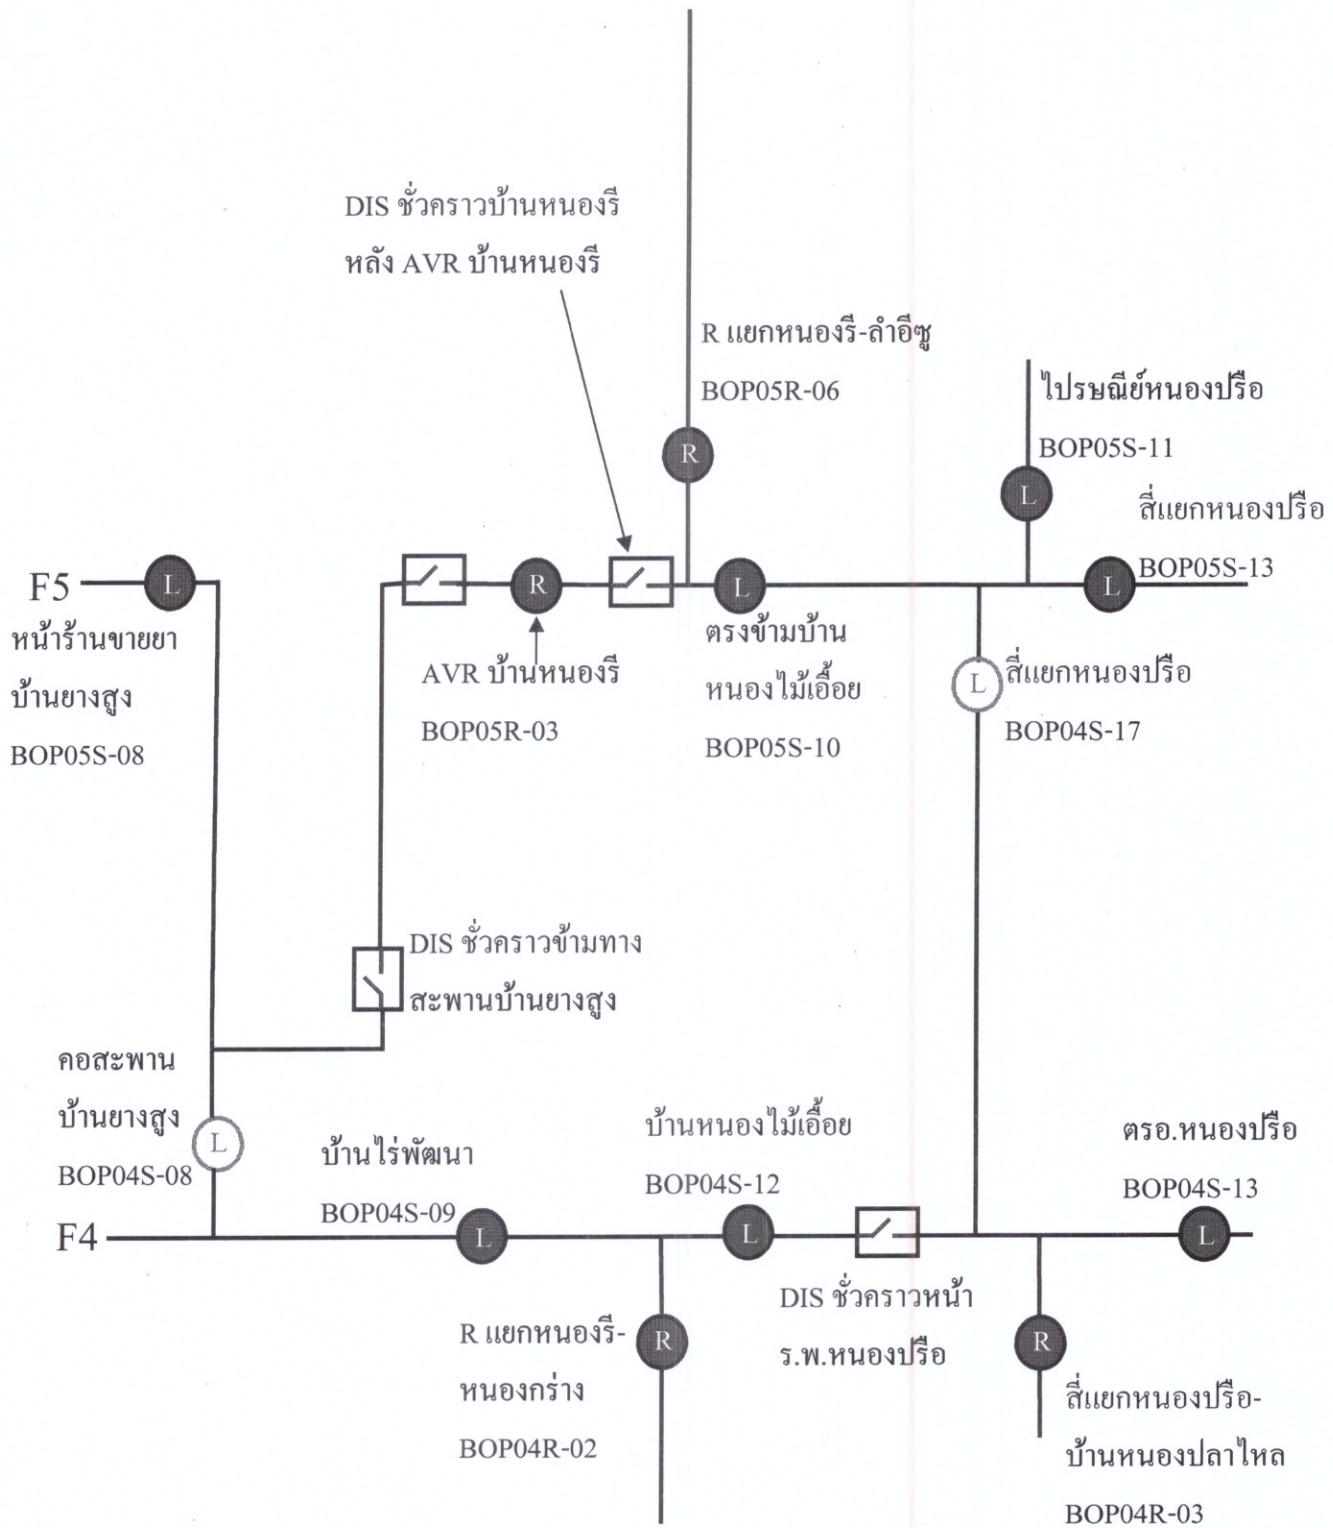 DIS ชั่วคราวบ้านหนองรี
หลัง AVR บ้านหนองรี
R แยกหนองรี-ลำอีซู
BOP05R-06
R
ไปรษณีย์หนองปรือ
BOP05S-11
L
สี่แยกหนองปรือ
BOP05S-13
L
F5
L
หน้าร้านขายยา
บ้านยางสูง
BOP05S-08
R
AVR บ้านหนองรี
BOP05R-03
L
ตรงข้ามบ้าน
หนองไม้เอื้อย
BOP05S-10
L
สี่แยกหนองปรือ
BOP04S-17
DIS ชั่วคราวข้ามทาง
สะพานบ้านยางสูง
คอสะพาน
บ้านยางสูง
BOP04S-08
L
บ้านไร่พัฒนา
BOP04S-09
L
บ้านหนองไม้เอื้อย
BOP04S-12
L
ตรอ.หนองปรือ
BOP04S-13
L
F4
DIS ชั่วคราวหน้า
ร.พ.หนองปรือ
R แยกหนองรี-
หนองกร่าง
BOP04R-02
R
R
สี่แยกหนองปรือ-
บ้านหนองปลาไหล
BOP04R-03